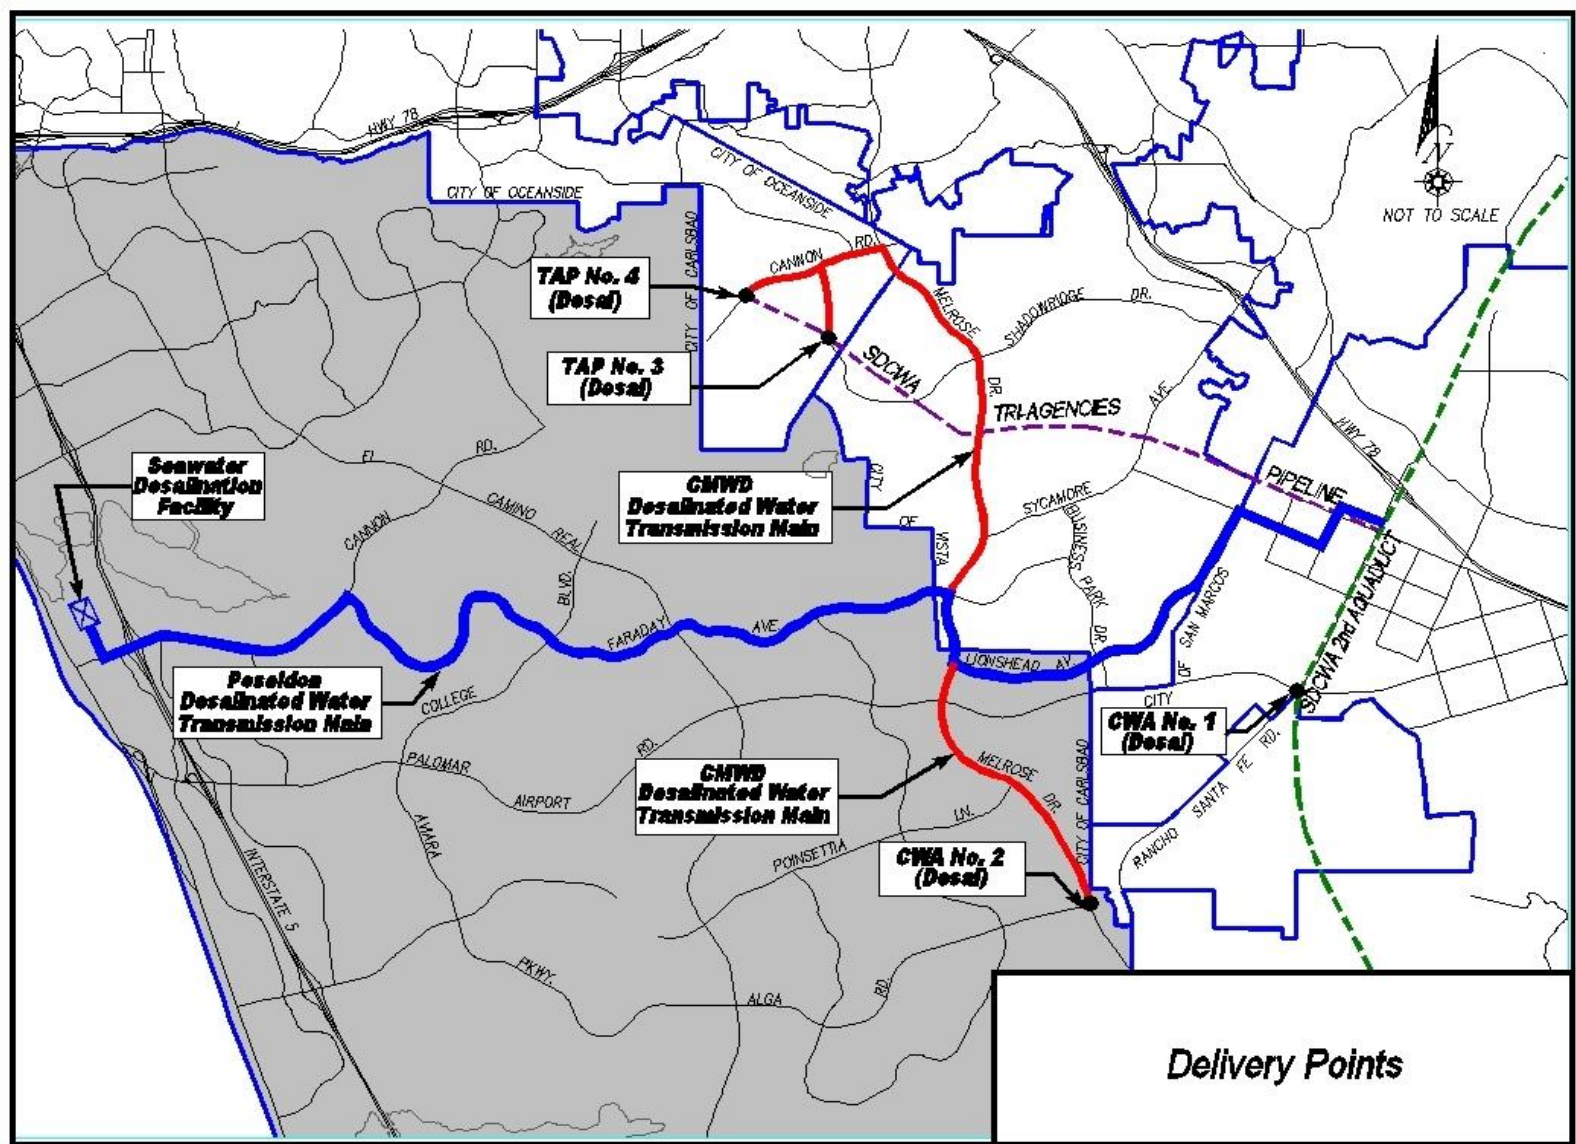 HWY 78
CITY OF OCEANSIDE
CITY OF OCEANSIDE
N
NOT TO SCALE
CITY OF CARLSBAD
CANNON RD.
TAP No. 4
(Desal)
MELROSE DR.
SHADOWRIDGE DR.
TAP No. 3
(Desal)
SDCWA
TRI-AGENCIES
PIPELINE
AVE
HWY 78
Seawater
Desalination
Facility
EL CAMINO REAL
CANNON RD.
CMWD
Desalinated Water
Transmission Main
CITY OF VISTA
SYCAMORE
BUSINESS PARK DR.
SDCWA 2nd AQUADUCT
CITY OF SAN MARCOS
FARADAY AVE
LIONSHEAD AV.
Poseidon
Desalinated Water
Transmission Main
COLLEGE BLVD.
CWA No. 1
(Desal)
PALOMAR AIRPORT RD.
CMWD
Desalinated Water
Transmission Main
MELROSE DR.
CITY OF CARLSBAD
RANCHO SANTA FE RD.
POINSETTIA LN.
CWA No. 2
(Desal)
INTERSTATE 5
PKWY.
ALGA RD.
Delivery Points